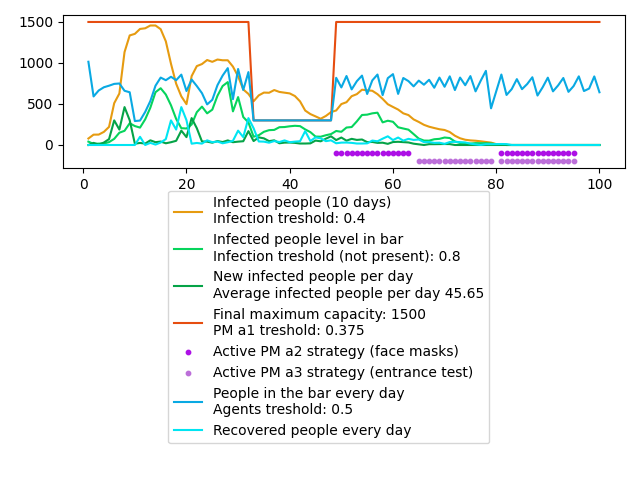 1500
1000
500
0
0 20 40 60 80 100
Infected people (10 days)
Infection treshold: 0.4
Infected people level in bar
Infection treshold (not present): 0.8
New infected people per day
Average infected people per day 45.65
Final maximum capacity: 1500
PM a1 treshold: 0.375
Active PM a2 strategy (face masks)
Active PM a3 strategy (entrance test)
People in the bar every day
Agents treshold: 0.5
Recovered people every day